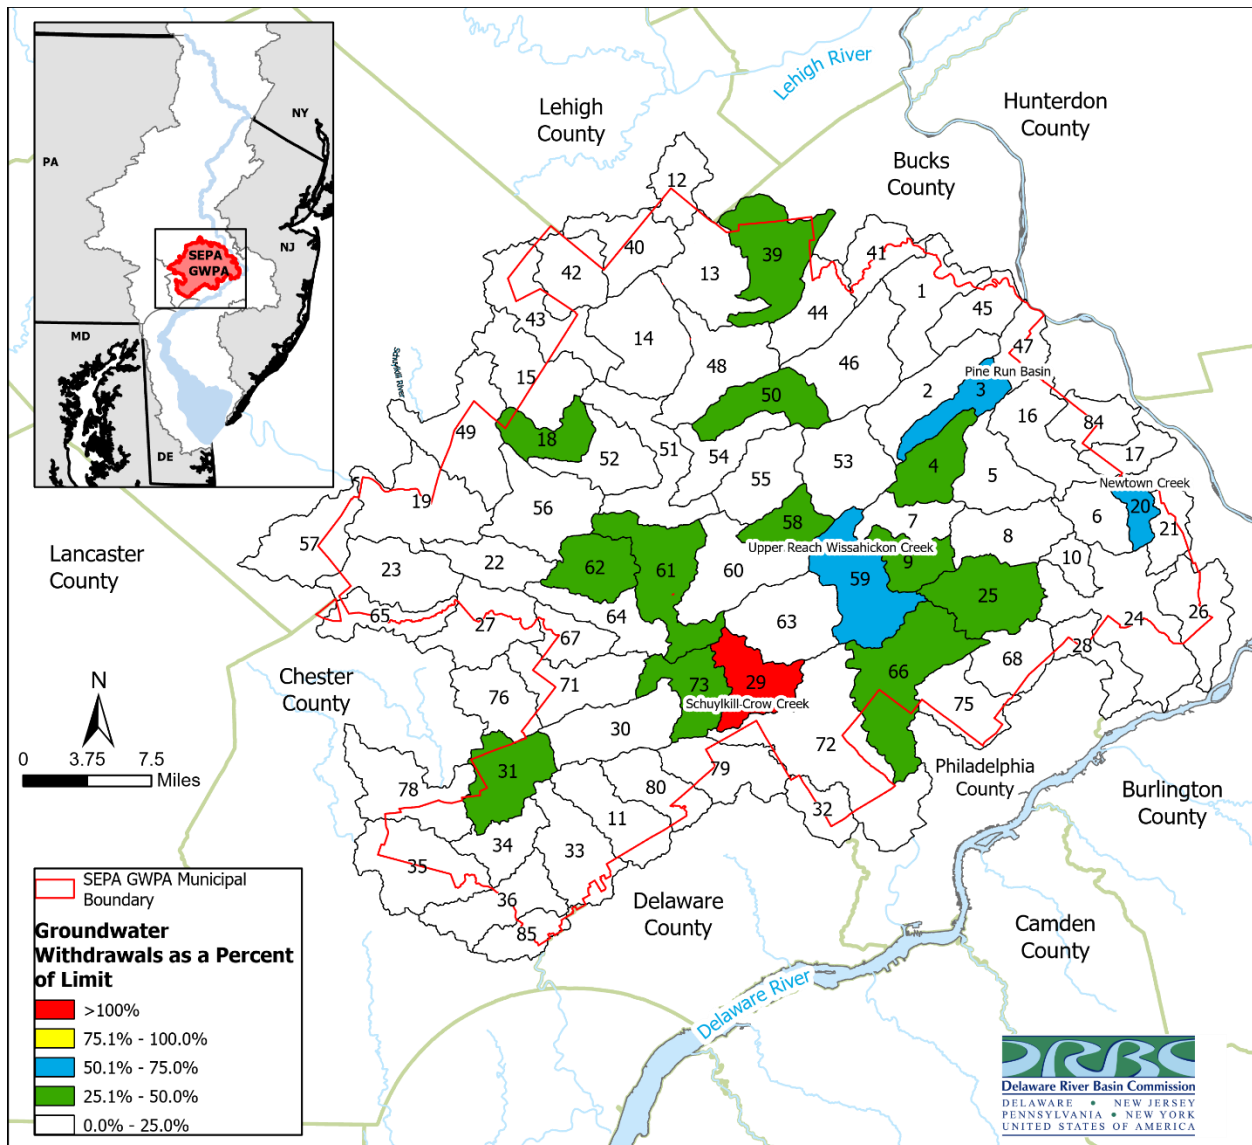 NY
PA
NJ
SEPA
GWPA
MD
DE
Lehigh
County
Lehigh River
Hunterdon
County
Bucks
County
Schuylkill River
12
40
42
39
13
41
1
44
45
43
14
47
46
48
15
Pine Run Basin
2
3
50
16
84
49
18
51
54
53
17
52
55
4
5
Newtown Creek
19
56
20
6
7
21
58
8
57
Upper Reach Wissahickon Creek
10
9
22
62
61
60
23
59
25
65
64
63
26
27
67
24
28
68
Lancaster
County
Chester
County
71
73
29
66
76
Schuylkill-Crow Creek
75
30
72
31
79
78
80
32
11
34
33
35
36
85
Philadelphia
County
Burlington
County
Delaware
County
Camden
County
Delaware River
N
0 3.75 7.5
Miles
SEPA GWPA Municipal
Boundary
Groundwater
Withdrawals as a Percent
of Limit
>100%
75.1% - 100.0%
50.1% - 75.0%
25.1% - 50.0%
0.0% - 25.0%
DRBC
Delaware River Basin Commission
DELAWARE • NEW JERSEY
PENNSYLVANIA • NEW YORK
UNITED STATES OF AMERICA